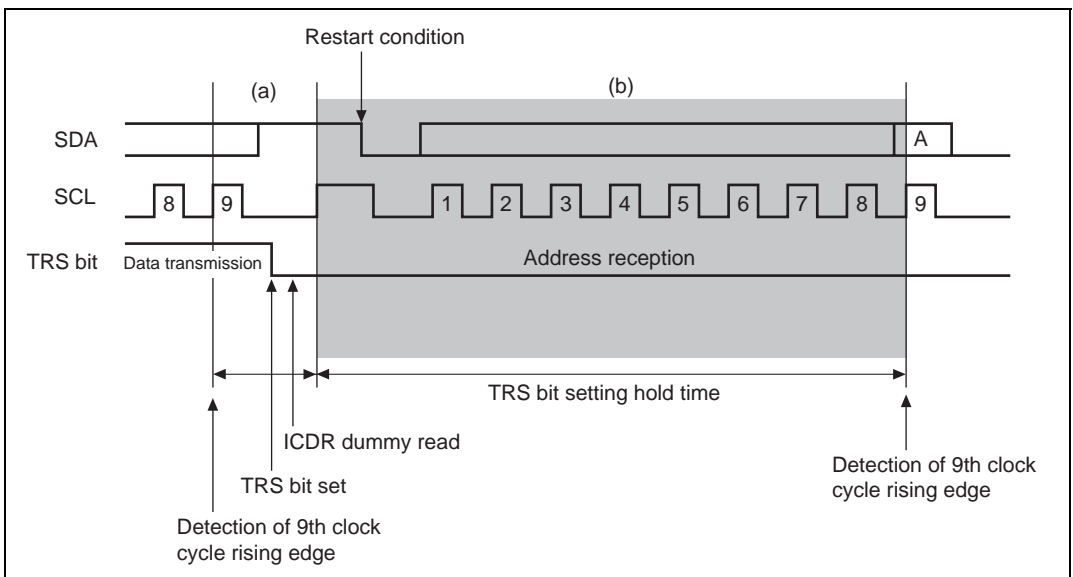 Restart condition
(a)
(b)
SDA
A
SCL
8
9
1
2
3
4
5
6
7
8
9
TRS bit
Data transmission
Address reception
TRS bit setting hold time
ICDR dummy read
TRS bit set
Detection of 9th clock
cycle rising edge
Detection of 9th clock
cycle rising edge